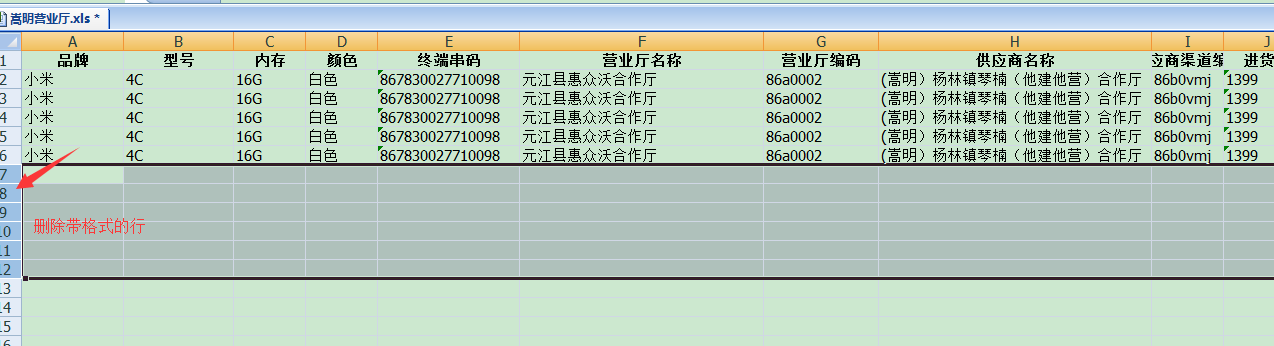 嵩明营业厅.xls *
A B C D E F G H I J
1 品牌 型号 内存 颜色 终端串码 营业厅名称 营业厅编码 供应商名称 应商渠道编 进货
2 小米 4C 16G 白色 867830027710098 元江县惠众沃合作厅 86a0002 (嵩明）杨林镇琴楠（他建他营）合作厅 86b0vmj 1399
3 小米 4C 16G 白色 867830027710098 元江县惠众沃合作厅 86a0002 (嵩明）杨林镇琴楠（他建他营）合作厅 86b0vmj 1399
4 小米 4C 16G 白色 867830027710098 元江县惠众沃合作厅 86a0002 (嵩明）杨林镇琴楠（他建他营）合作厅 86b0vmj 1399
5 小米 4C 16G 白色 867830027710098 元江县惠众沃合作厅 86a0002 (嵩明）杨林镇琴楠（他建他营）合作厅 86b0vmj 1399
6 小米 4C 16G 白色 867830027710098 元江县惠众沃合作厅 86a0002 (嵩明）杨林镇琴楠（他建他营）合作厅 86b0vmj 1399
7
8
9
10 删除带格式的行
11
12
13
14
15
16